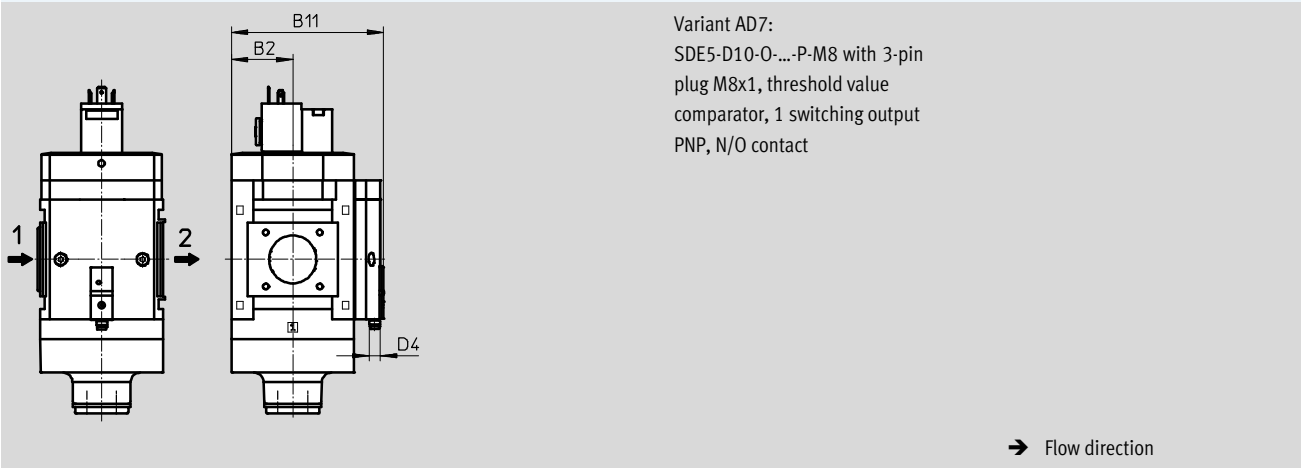 B11
B2
1
2
D4
Variant AD7:
SDE5-D10-O-...-P-M8 with 3-pin
plug M8x1, threshold value
comparator, 1 switching output
PNP, N/O contact
➔ Flow direction